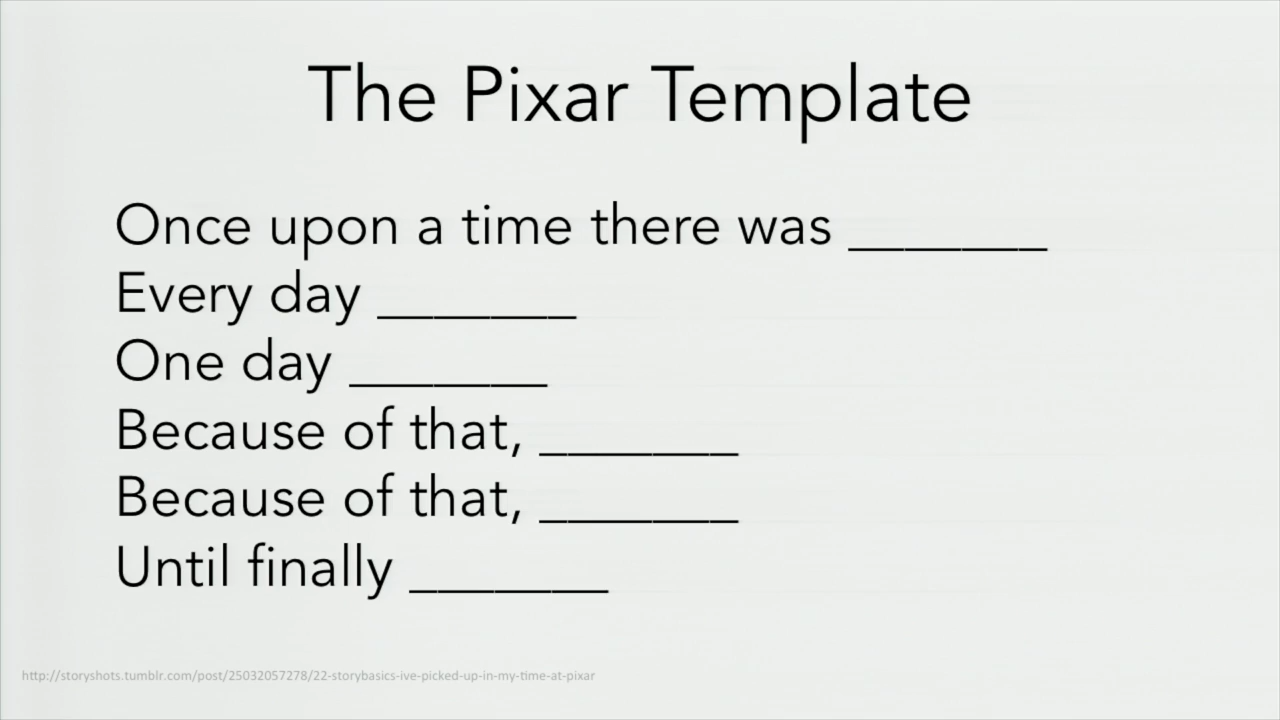 The Pixar Template
Once upon a time there was _______
Every day _______
One day _______
Because of that, _______
Because of that, _______
Until finally _______
http://storyshots.tumblr.com/post/25032057278/22-storybasics-ive-picked-up-in-my-time-at-pixar